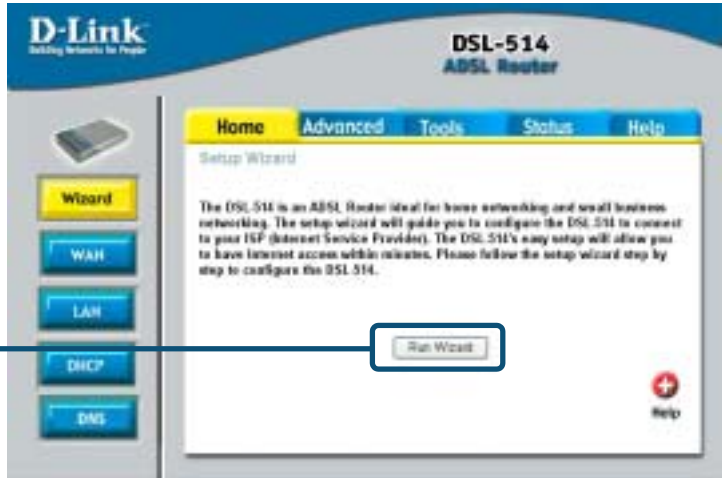 D-Link
Building Networks for People
DSL-514
ADSL Router
Home Advanced Tools Status Help
Setup Wizard
Wizard
WAN
LAN
DHCP
DNS
The DSL-514 is an ADSL Router ideal for home networking and small business
networking. The setup wizard will guide you to configure the DSL-514 to connect
to your ISP (Internet Service Provider). The DSL-514's easy setup will allow you
to have Internet access within minutes. Please follow the setup wizard step by
step to configure the DSL-514.
Run Wizard
Help